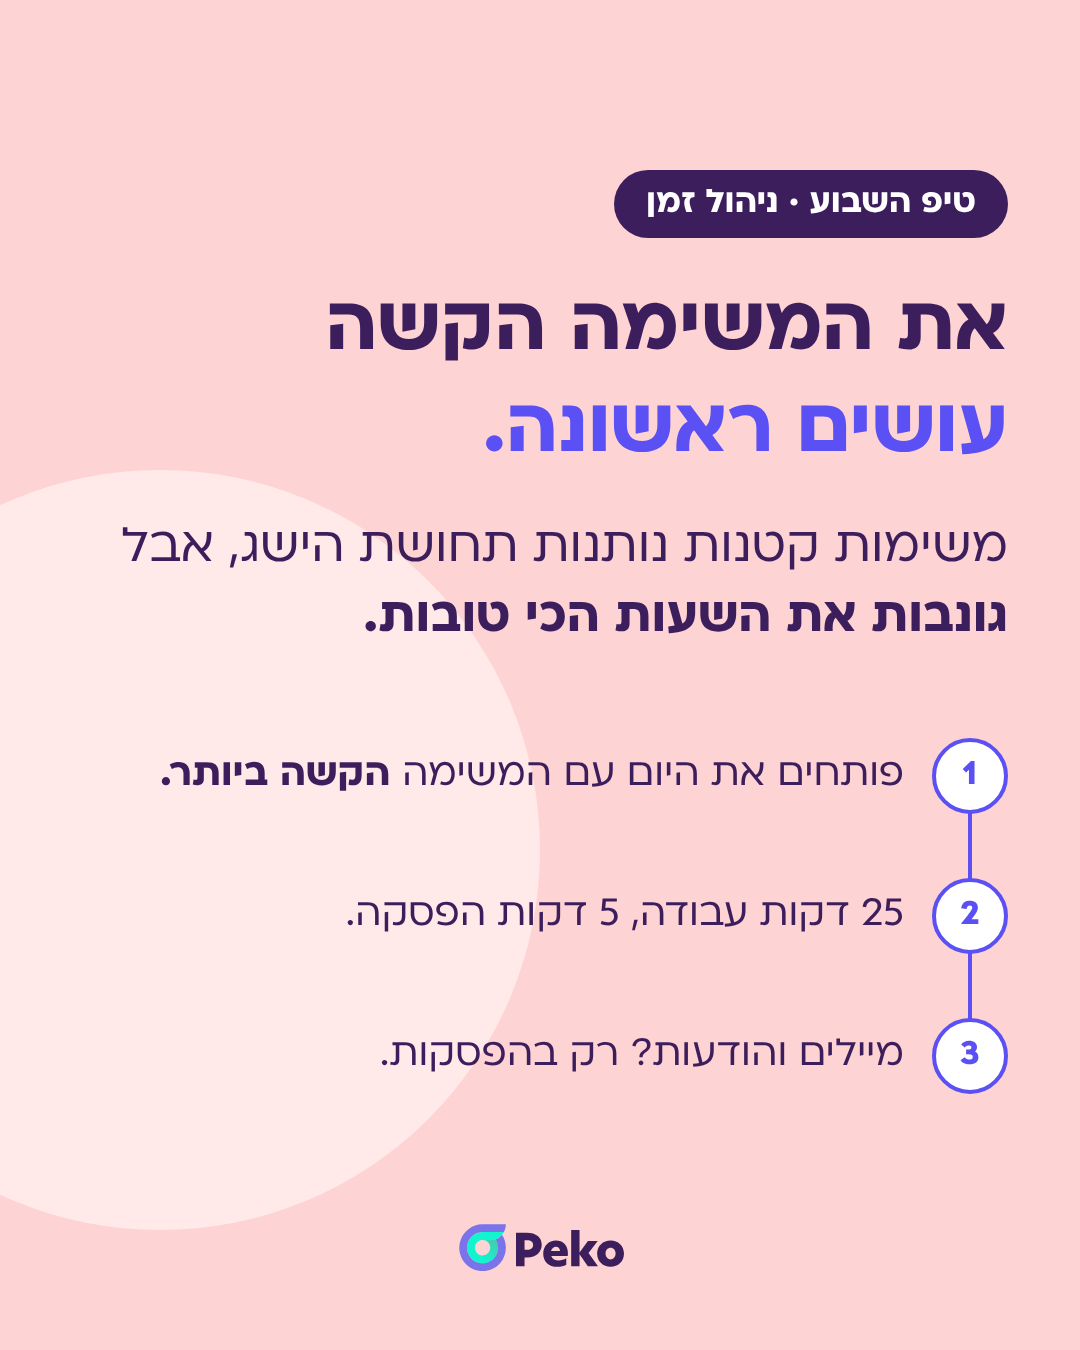 טיפ השבוע · ניהול זמן
את המשימה הקשה
עושים ראשונה.
משימות קטנות נותנות תחושת הישג, אבל
גונבות את השעות הכי טובות.
1 פותחים את היום עם המשימה הקשה ביותר.
2 25 דקות עבודה, 5 דקות הפסקה.
3 מיילים והודעות? רק בהפסקות.
Peko